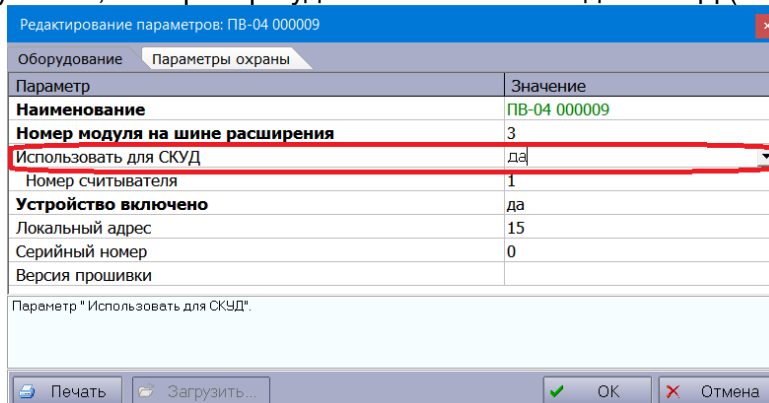 Редактирование параметров: ПВ-04 000009
Оборудование Параметры охраны
Параметр Значение
Наименование ПВ-04 000009
Номер модуля на шине расширения 3
Использовать для СКУД да
Номер считывателя 1
Устройство включено да
Локальный адрес 15
Серийный номер 0
Версия прошивки
Параметр " Использовать для СКУД".
Печать Загрузить... ОК Отмена